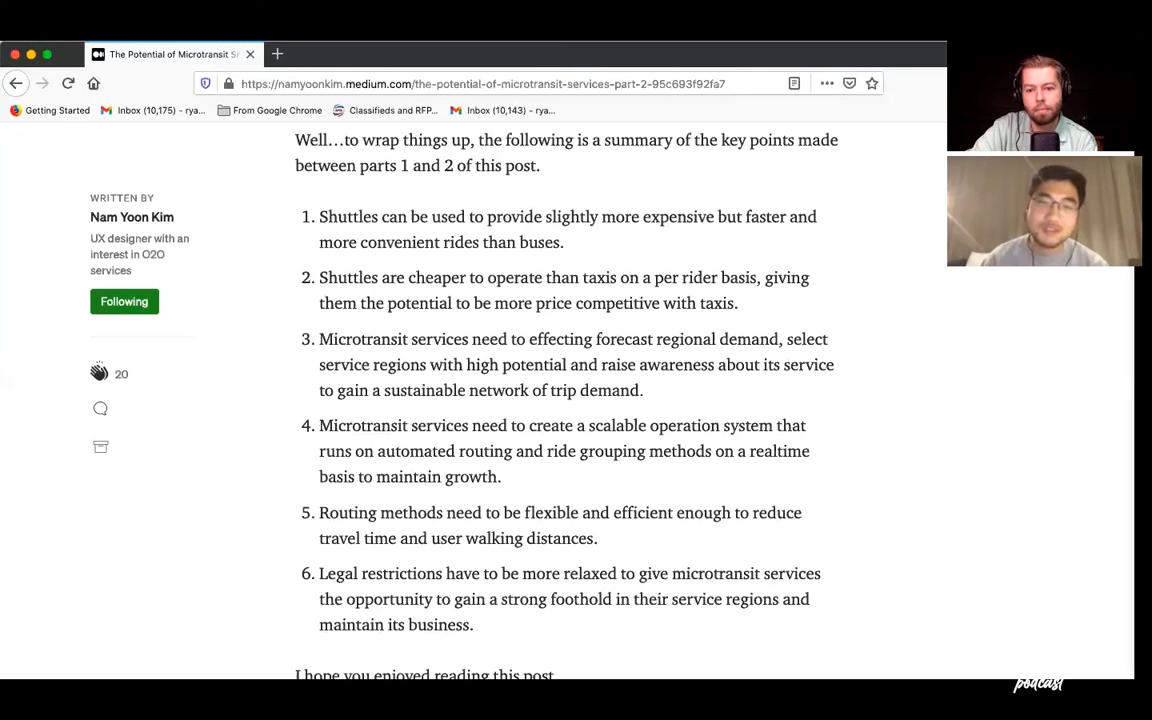 The Potential of Microtransit S
https://namyoonkim.medium.com/the-potential-of-microtransit-services-part-2-95c693f92fa7
Getting Started
Inbox (10,175) – rya...
From Google Chrome
Classifieds and RFP...
Inbox (10,143) – rya...
Well...to wrap things up, the following is a summary of the key points made
between parts 1 and 2 of this post.
WRITTEN BY
Nam Yoon Kim
UX designer with an
interest in O2O
services
Following
20
1. Shuttles can be used to provide slightly more expensive but faster and
more convenient rides than buses.
2. Shuttles are cheaper to operate than taxis on a per rider basis, giving
them the potential to be more price competitive with taxis.
3. Microtransit services need to effecting forecast regional demand, select
service regions with high potential and raise awareness about its service
to gain a sustainable network of trip demand.
4. Microtransit services need to create a scalable operation system that
runs on automated routing and ride grouping methods on a realtime
basis to maintain growth.
5. Routing methods need to be flexible and efficient enough to reduce
travel time and user walking distances.
6. Legal restrictions have to be more relaxed to give microtransit services
the opportunity to gain a strong foothold in their service regions and
maintain its business.
I hope you enjoyed reading this post
podcast